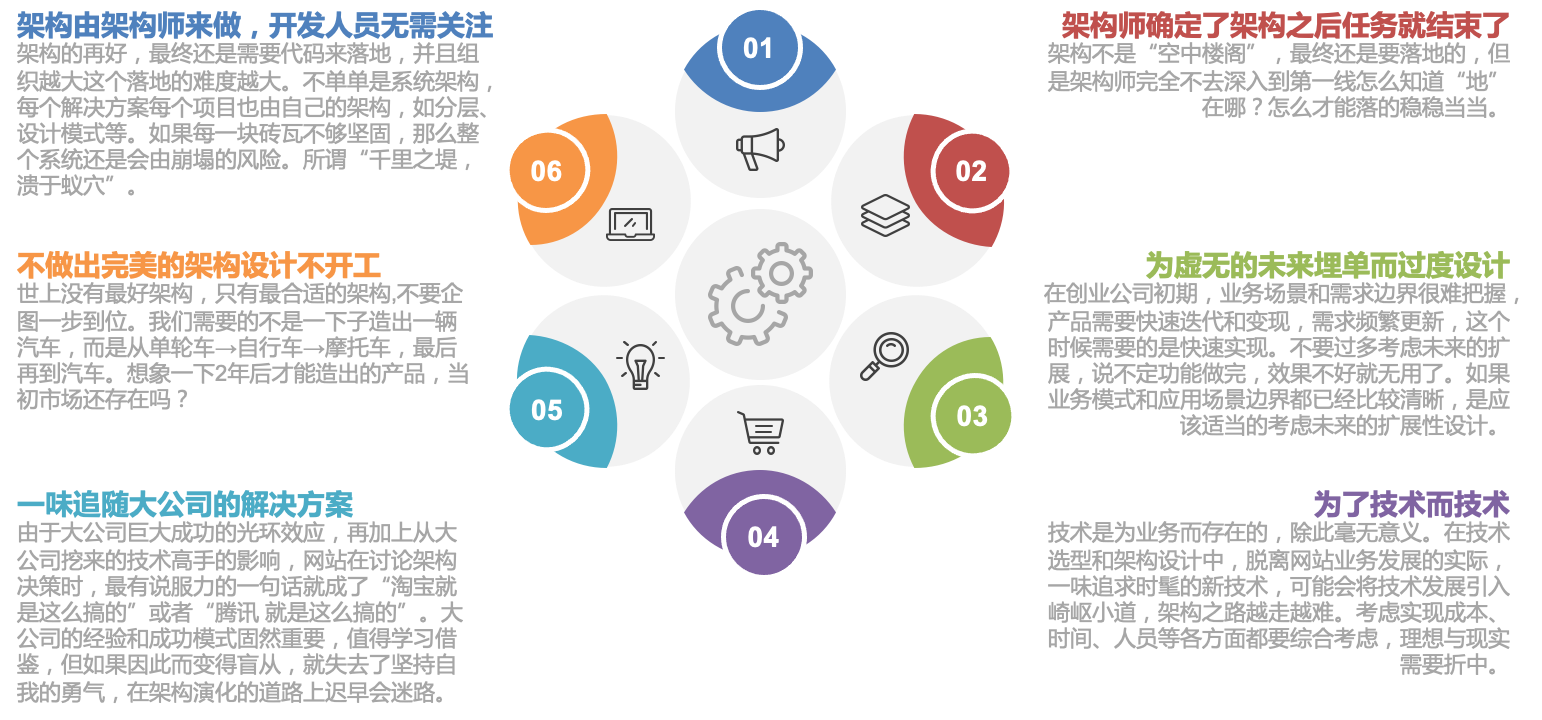 架构由架构师来做，开发人员无需关注
架构的再好，最终还是需要代码来落地，并且组
织越大这个落地的难度越大。不单单是系统架构，
每个解决方案每个项目也由自己的架构，如分层、
设计模式等。如果每一块砖瓦不够坚固，那么整
个系统还是会由崩塌的风险。所谓“千里之堤，
溃于蚁穴”。
不做出完美的架构设计不开工
世上没有最好架构，只有最合适的架构,不要企
图一步到位。我们需要的不是一下子造出一辆
汽车，而是从单轮车→自行车→摩托车，最后
再到汽车。想象一下2年后才能造出的产品，当
初市场还存在吗？
一味追随大公司的解决方案
由于大公司巨大成功的光环效应，再加上从大
公司挖来的技术高手的影响，网站在讨论架构
决策时，最有说服力的一句话就成了“淘宝就
是这么搞的”或者“腾讯 就是这么搞的”。大
公司的经验和成功模式固然重要，值得学习借
鉴，但如果因此而变得盲从，就失去了坚持自
我的勇气，在架构演化的道路上迟早会迷路。
01
06
02
05
03
04
架构师确定了架构之后任务就结束了
架构不是“空中楼阁”，最终还是要落地的，但
是架构师完全不去深入到第一线怎么知道“地”
在哪？怎么才能落的稳稳当当。
为虚无的未来埋单而过度设计
在创业公司初期，业务场景和需求边界很难把握，
产品需要快速迭代和变现，需求频繁更新，这个
时候需要的是快速实现。不要过多考虑未来的扩
展，说不定功能做完，效果不好就无用了。如果
业务模式和应用场景边界都已经比较清晰，是应
该适当的考虑未来的扩展性设计。
为了技术而技术
技术是为业务而存在的，除此毫无意义。在技术
选型和架构设计中，脱离网站业务发展的实际，
一味追求时髦的新技术，可能会将技术发展引入
崎岖小道，架构之路越走越难。考虑实现成本、
时间、人员等各方面都要综合考虑，理想与现实
需要折中。